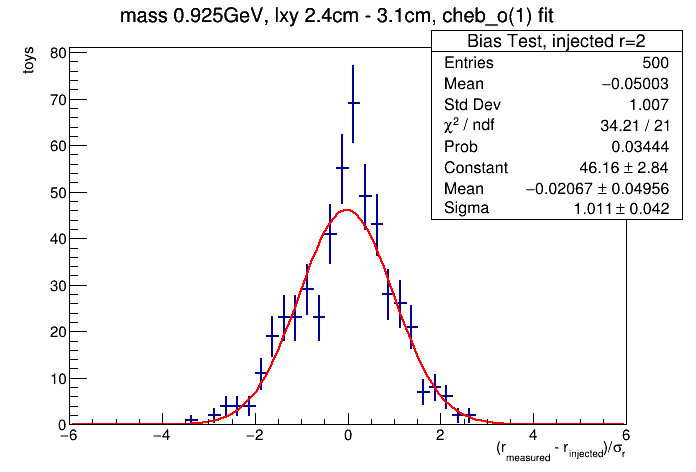 mass 0.925GeV, lxy 2.4cm - 3.1cm, cheb_o(1) fit
Bias Test, injected r=2
Entries 500
Mean −0.05003
Std Dev 1.007
χ² / ndf 34.21 / 21
Prob 0.03444
Constant 46.16 ± 2.84
Mean −0.02067 ± 0.04956
Sigma 1.011 ± 0.042
toys
80
70
60
50
40
30
20
10
0
−6 −4 −2 0 2 4 6
(r_measured - r_injected)/σ_r